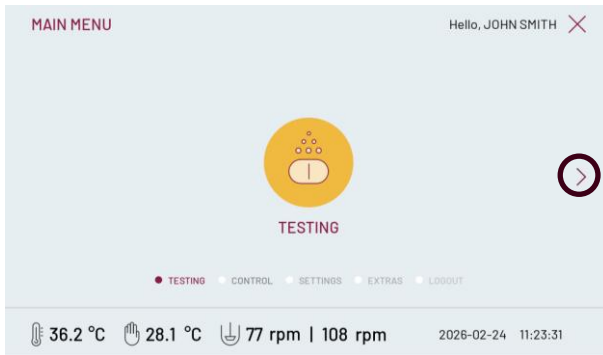 MAIN MENU Hello, JOHN SMITH
TESTING
TESTING CONTROL SETTINGS EXTRAS LOGOUT
36.2 °C 28.1 °C 77 rpm | 108 rpm 2026-02-24 11:23:31